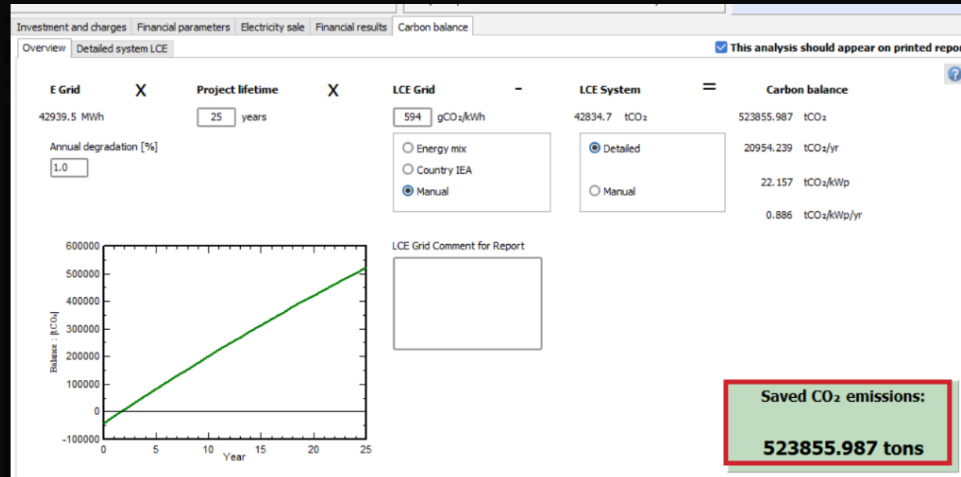 Investment and charges Financial parameters Electricity sale Financial results Carbon balance
Overview Detailed system LCE
This analysis should appear on printed repor
E Grid X Project lifetime X LCE Grid - LCE System = Carbon balance
42939.5 MWh 25 years 594 gCO₂/kWh 42834.7 tCO₂ 523855.987 tCO₂
Annual degradation [%]
1.0
Energy mix
Country IEA
Manual
Detailed
Manual
20954.239 tCO₂/yr
22.157 tCO₂/kWp
0.886 tCO₂/kWp/yr
?
LCE Grid Comment for Report
Balance : [tCO₂]
600000
500000
400000
300000
200000
100000
0
-100000
0 5 10 15 20 25
Year
Saved CO₂ emissions:
523855.987 tons